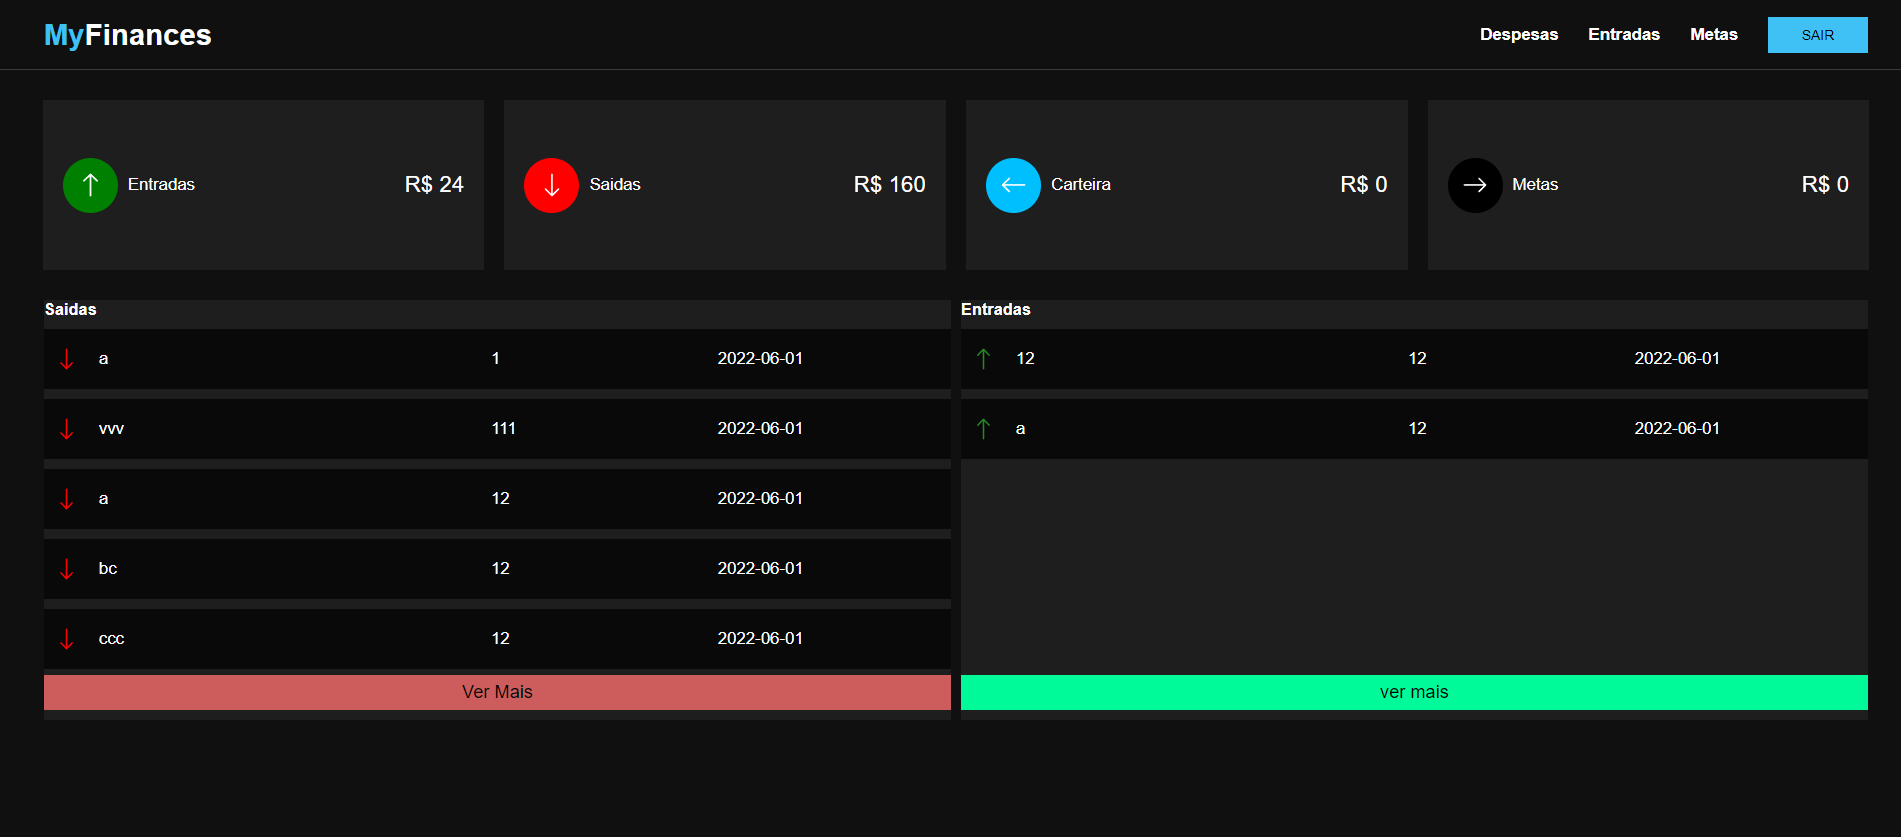 MyFinances Despesas Entradas Metas SAIR
Entradas R$ 24 Saidas R$ 160 Carteira R$ 0 Metas R$ 0
Saidas
a 1 2022-06-01
vvv 111 2022-06-01
a 12 2022-06-01
bc 12 2022-06-01
ccc 12 2022-06-01
Ver Mais
Entradas
12 12 2022-06-01
a 12 2022-06-01
ver mais